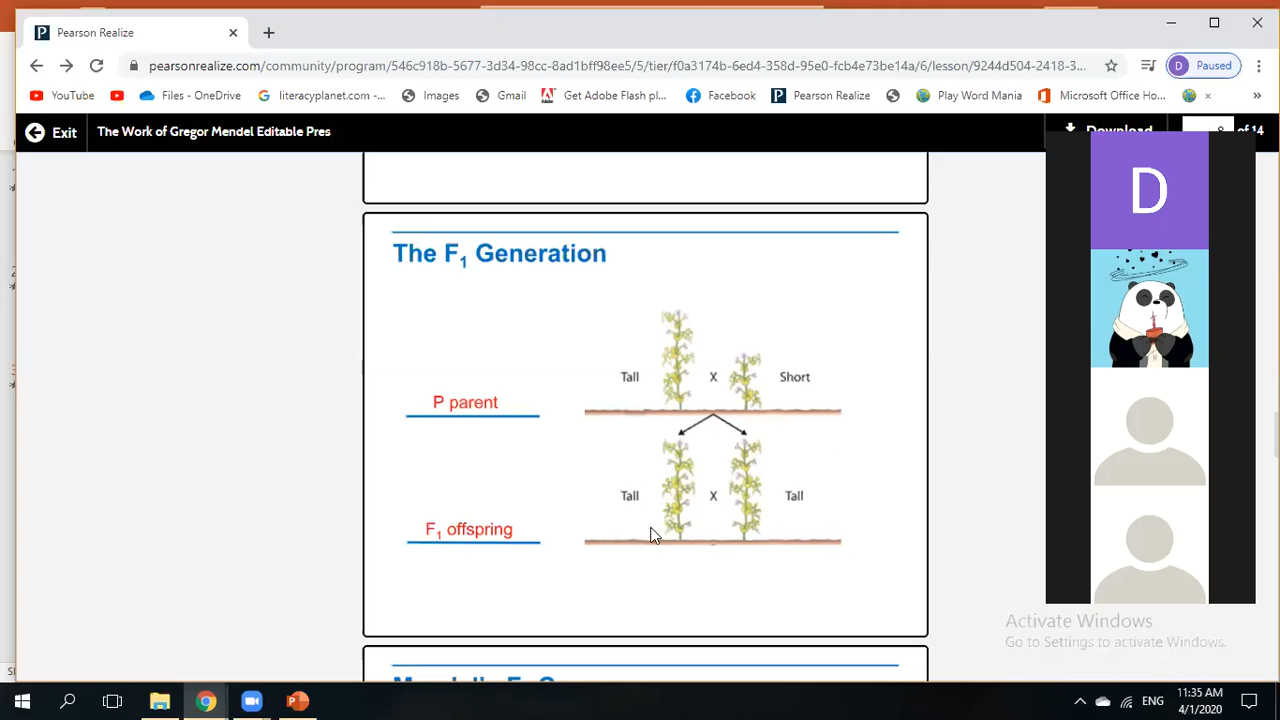 Pearson Realize
pearsonrealize.com/community/program/546c918b-5677-3d34-98cc-8ad1bff98ee5/5/tier/f0a3174b-6ed4-358d-95e0-fcb4e73be14a/6/lesson/9244d504-2418-3...
D Paused
YouTube
Files - OneDrive
literacyplanet.com -...
Images
Gmail
Get Adobe Flash pl...
Facebook
Pearson Realize
Play Word Mania
Microsoft Office Ho...
Exit
The Work of Gregor Mendel Editable Pres
Download
8 of 14
D
The F1 Generation
Tall X Short
P parent
Tall X Tall
F1 offspring
Activate Windows
Go to Settings to activate Windows.
ENG
11:35 AM
4/1/2020